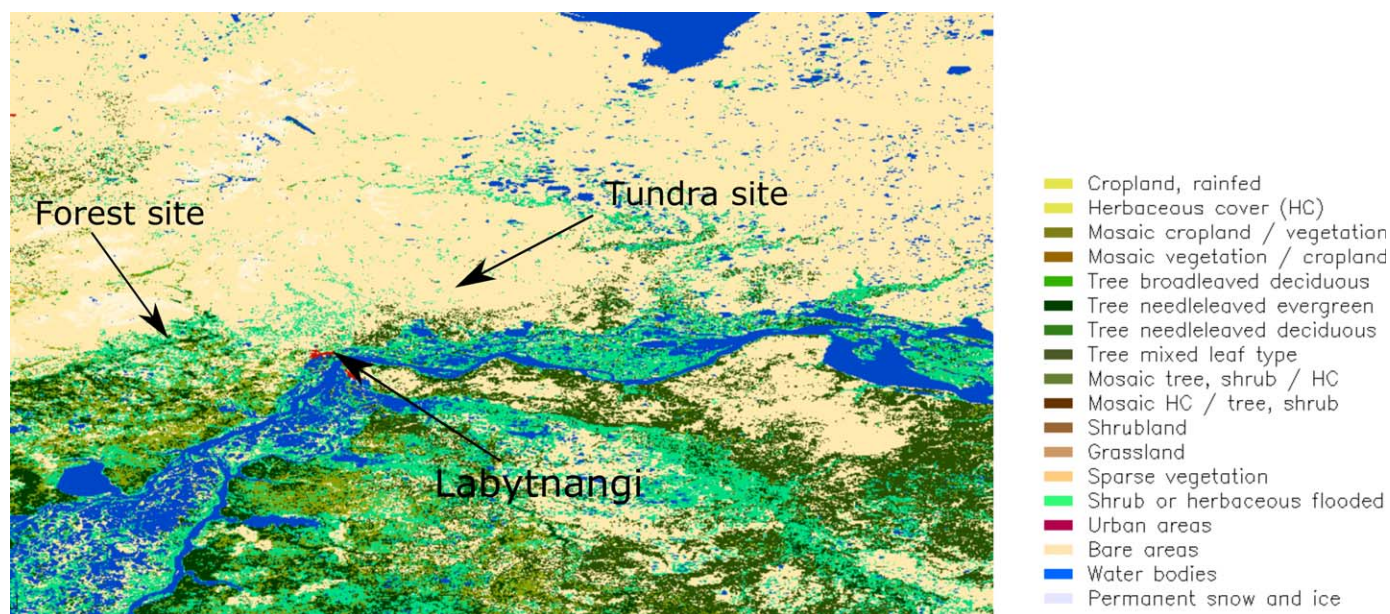 Forest site
Tundra site
Labytnangi
Cropland, rainfed
Herbaceous cover (HC)
Mosaic cropland / vegetation
Mosaic vegetation / cropland
Tree broadleaved deciduous
Tree needleleaved evergreen
Tree needleleaved deciduous
Tree mixed leaf type
Mosaic tree, shrub / HC
Mosaic HC / tree, shrub
Shrubland
Grassland
Sparse vegetation
Shrub or herbaceous flooded
Urban areas
Bare areas
Water bodies
Permanent snow and ice